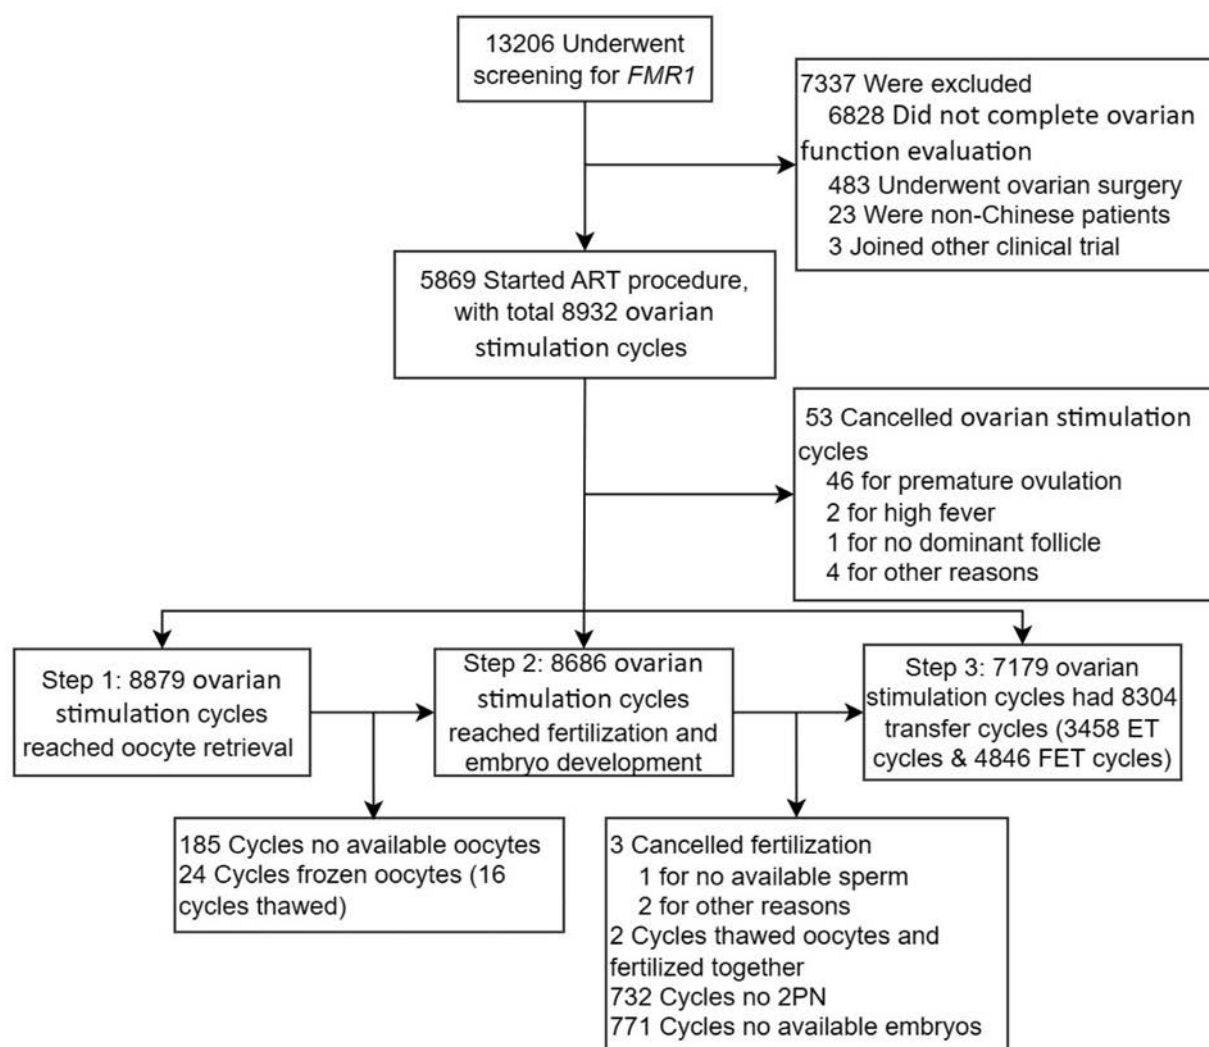 13206 Underwent
screening for FMR1
7337 Were excluded
6828 Did not complete ovarian
function evaluation
483 Underwent ovarian surgery
23 Were non-Chinese patients
3 Joined other clinical trial
5869 Started ART procedure,
with total 8932 ovarian
stimulation cycles
53 Cancelled ovarian stimulation
cycles
46 for premature ovulation
2 for high fever
1 for no dominant follicle
4 for other reasons
Step 1: 8879 ovarian
stimulation cycles
reached oocyte retrieval
Step 2: 8686 ovarian
stimulation cycles
reached fertilization and
embryo development
Step 3: 7179 ovarian
stimulation cycles had 8304
transfer cycles (3458 ET
cycles & 4846 FET cycles)
185 Cycles no available oocytes
24 Cycles frozen oocytes (16
cycles thawed)
3 Cancelled fertilization
1 for no available sperm
2 for other reasons
2 Cycles thawed oocytes and
fertilized together
732 Cycles no 2PN
771 Cycles no available embryos